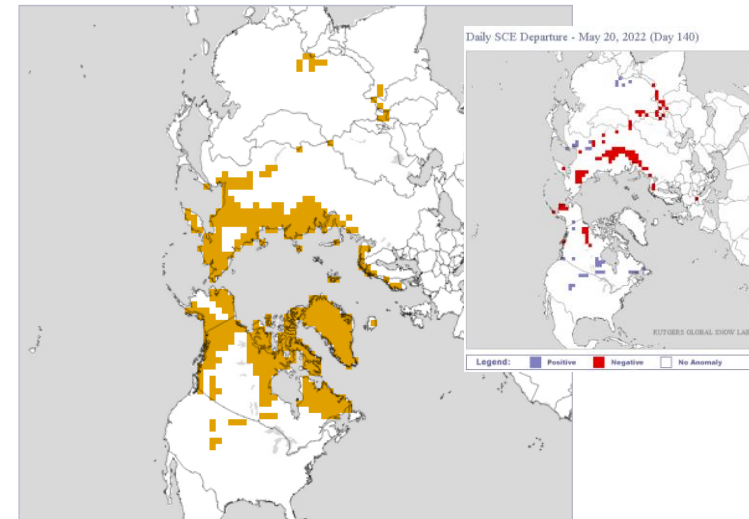 Daily SCE Departure - May 20, 2022 (Day 140)
RUTGERS GLOBAL SNOW LAB
Legend: Positive Negative No Anomaly